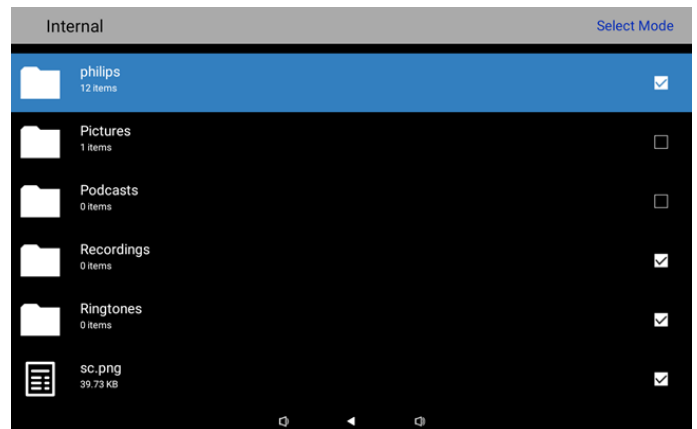 Internal
Select Mode
philips
12 items
Pictures
1 items
Podcasts
0 items
Recordings
0 items
Ringtones
0 items
sc.png
39.73 KB